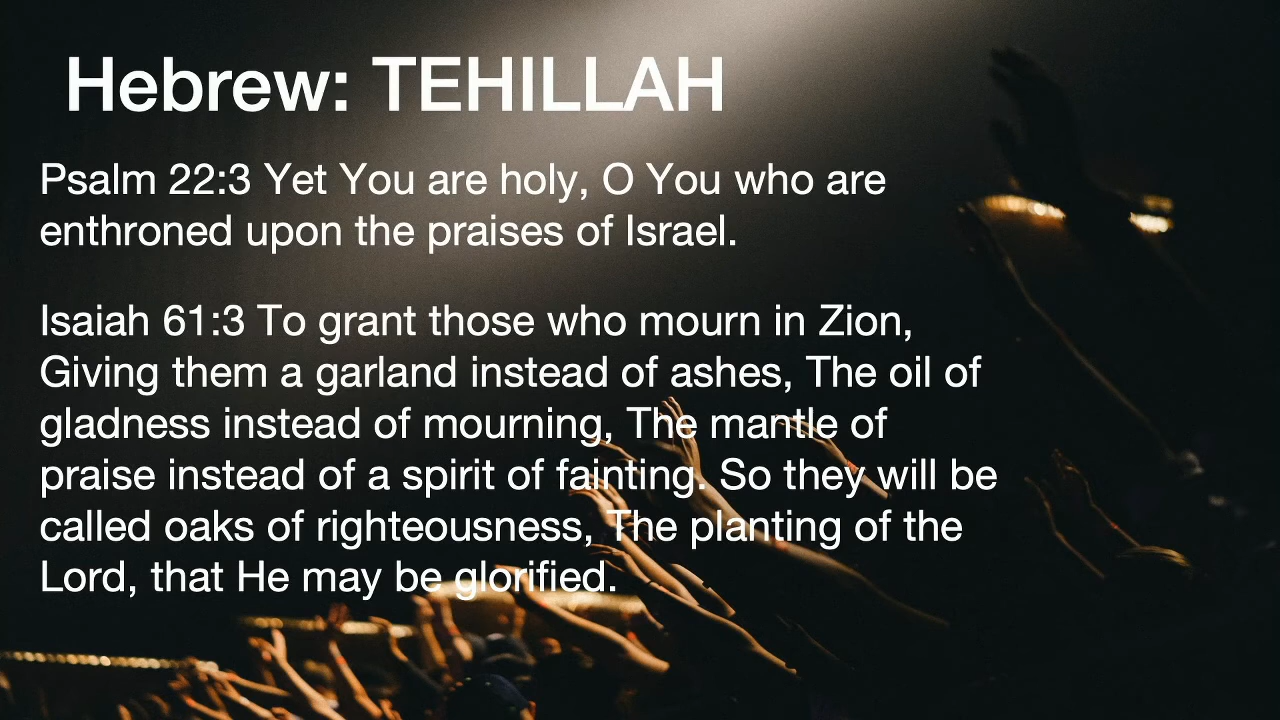 Hebrew: TEHILLAH
Psalm 22:3 Yet You are holy, O You who are
enthroned upon the praises of Israel.
Isaiah 61:3 To grant those who mourn in Zion,
Giving them a garland instead of ashes, The oil of
gladness instead of mourning, The mantle of
praise instead of a spirit of fainting. So they will be
called oaks of righteousness, The planting of the
Lord, that He may be glorified.